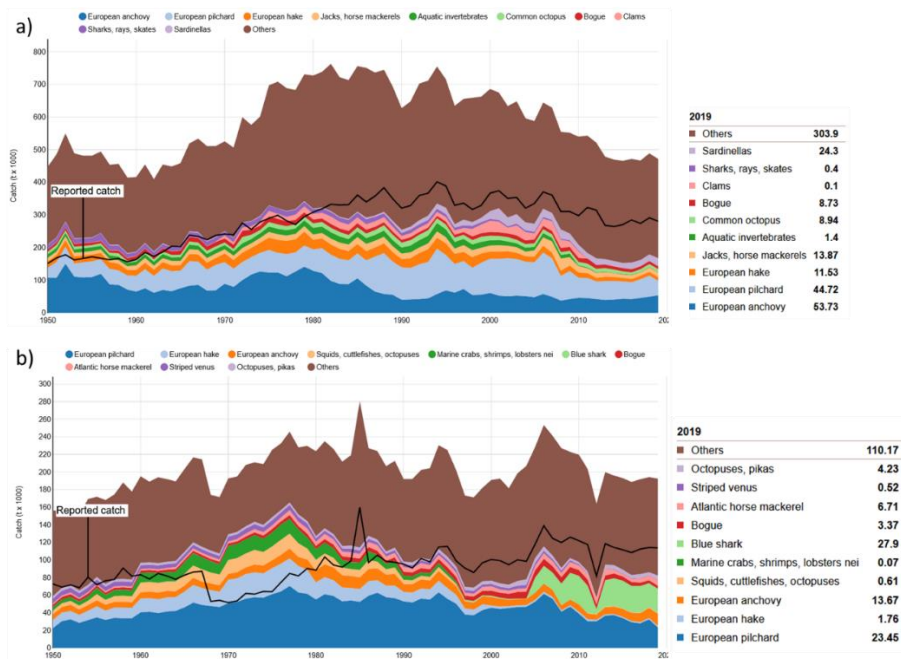 a)
European anchovy European pilchard European hake Jacks, horse mackerels Aquatic invertebrates Common octopus Bogue Clams
Sharks, rays, skates Sardinellas Others
Catch (t x 1000)
800
700
600
500
400
300
200
100
0
Reported catch
1950 1960 1970 1980 1990 2000 2010 202
2019
Others 303.9
Sardinellas 24.3
Sharks, rays, skates 0.4
Clams 0.1
Bogue 8.73
Common octopus 8.94
Aquatic invertebrates 1.4
Jacks, horse mackerels 13.87
European hake 11.53
European pilchard 44.72
European anchovy 53.73
b)
European pilchard European hake European anchovy Squids, cuttlefishes, octopuses Marine crabs, shrimps, lobsters nei Blue shark Bogue
Atlantic horse mackerel Striped venus Octopuses, pikas Others
Catch (t x 1000)
300
280
260
240
220
200
180
160
140
120
100
80
60
40
20
0
Reported catch
1950 1960 1970 1980 1990 2000 2010 202
2019
Others 110.17
Octopuses, pikas 4.23
Striped venus 0.52
Atlantic horse mackerel 6.71
Bogue 3.37
Blue shark 27.9
Marine crabs, shrimps, lobsters nei 0.07
Squids, cuttlefishes, octopuses 0.61
European anchovy 13.67
European hake 1.76
European pilchard 23.45